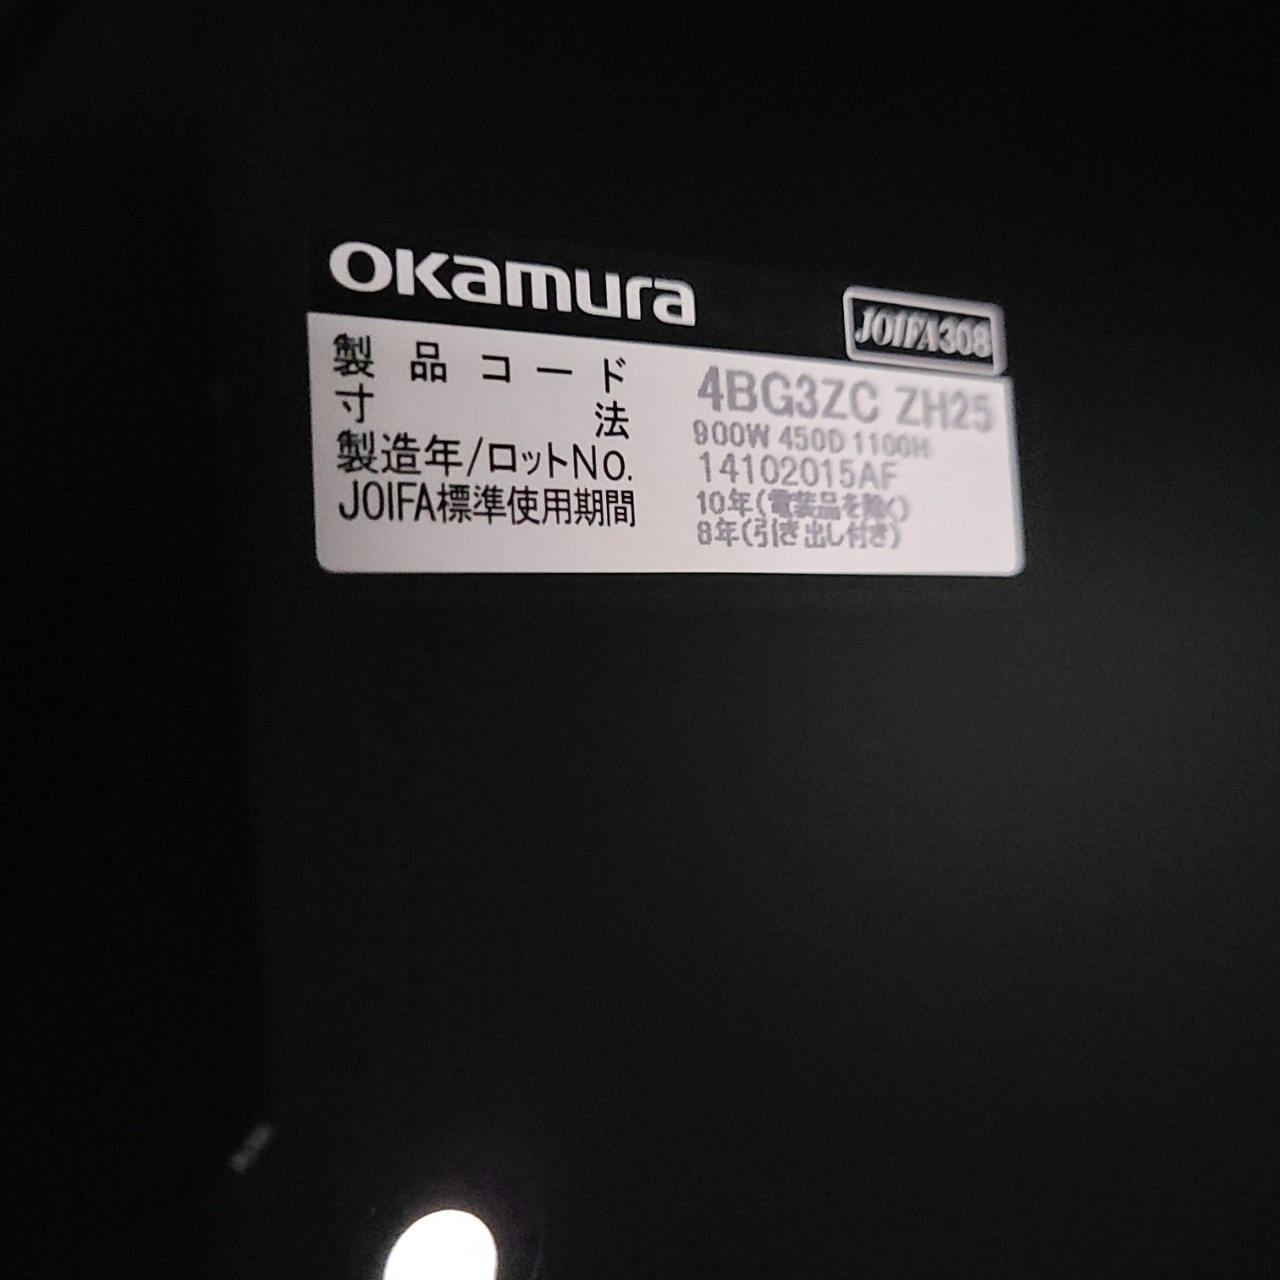 OKamura
JOIFA308
製品コード 4BG3ZC ZH25
寸法 900W 450D 1100H
製造年/ロットNO. 14102015AF
JOIFA標準使用期間 10年(電装品を除く)
8年(引き出し付き)